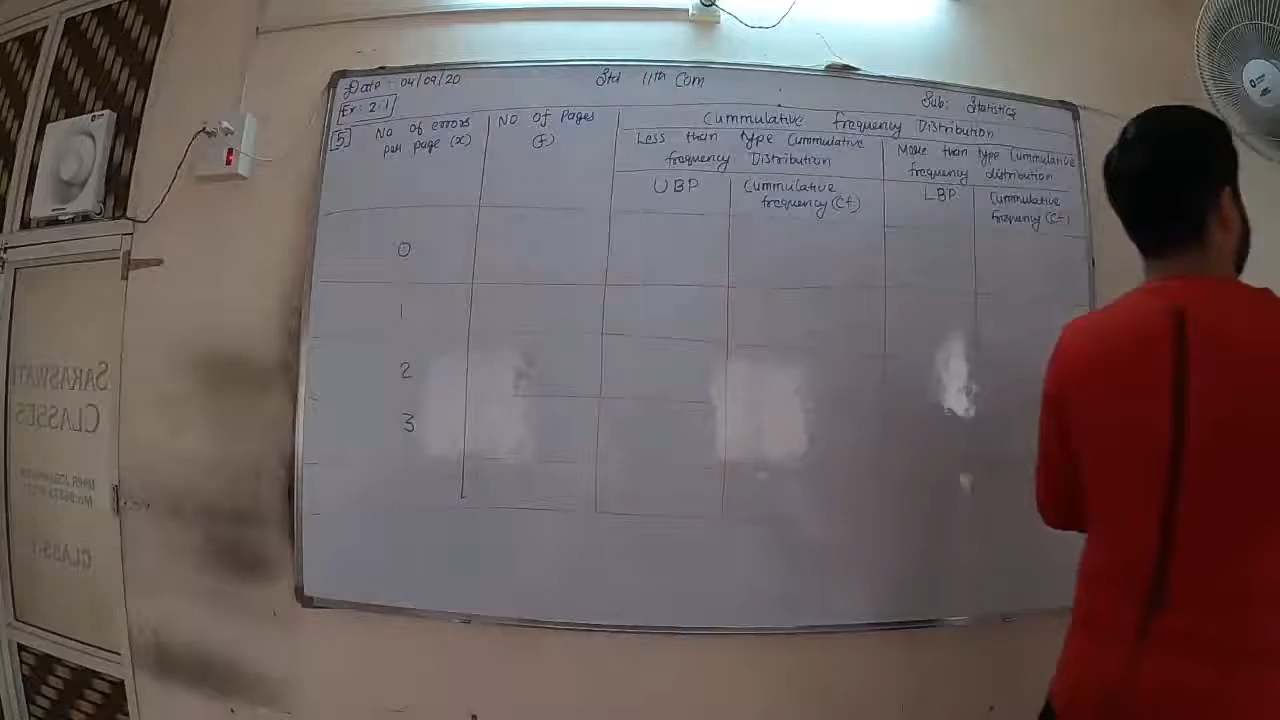 Date: 04/09/20
Std 11th Com
Sub: Statistics
Ex: 2.1
5
No of errors
per page (x)
No of Pages
(f)
Cummulative frequency Distribution
Less than type Cummulative
frequency Distribution
More than type Cummulative
frequency distribution
UBP
Cummulative
frequency (Cf)
LBP
Cummulative
frequency (Cf)
0
1
2
3
SARASWATI
CLASSES
CLASS-1